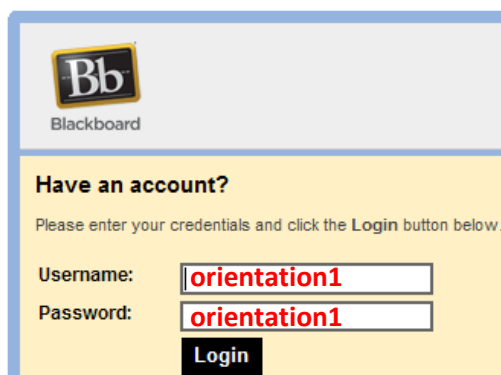 Bb
Blackboard
Have an account?
Please enter your credentials and click the Login button below.
Username: orientation1
Password: orientation1
Login